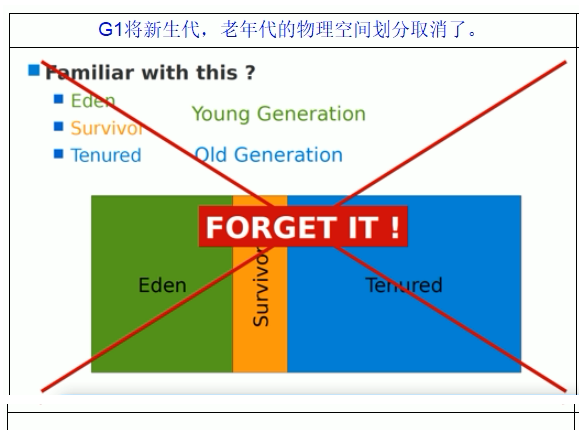 G1将新生代，老年代的物理空间划分取消了。
Familiar with this ?
Eden
Young Generation
Survivor
Tenured
Old Generation
FORGET IT !
Eden
Survivor
Tenured